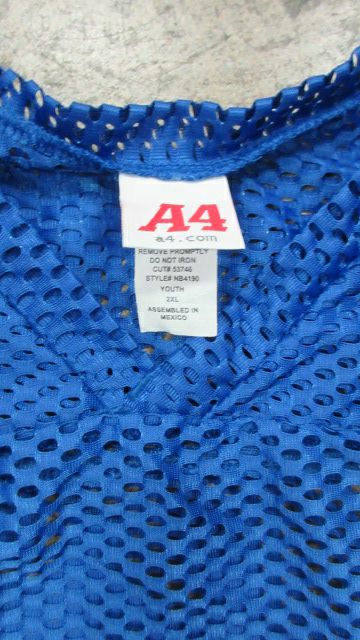 A4
a4.com
REMOVE PROMPTLY
DO NOT IRON
CUT# 53746
STYLE# NB4190
YOUTH
2XL
ASSEMBLED IN
MEXICO